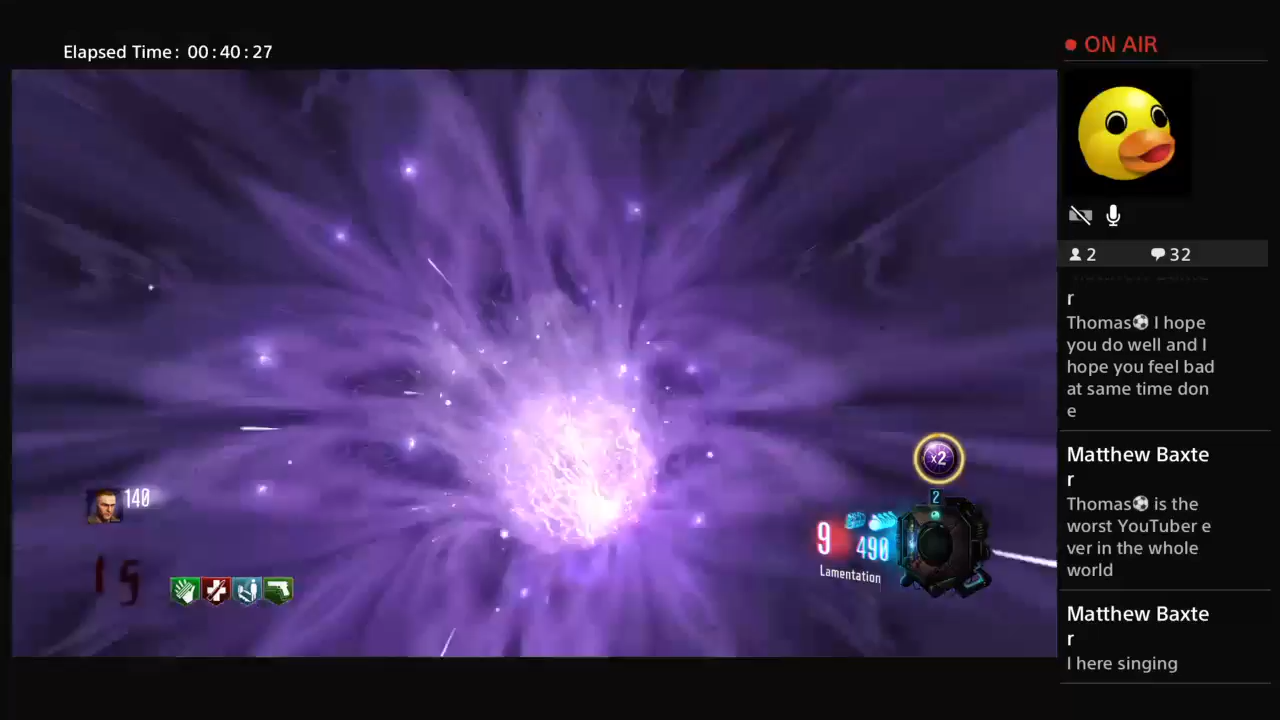 Elapsed Time: 00:40:27
ON AIR
2 32
r
Thomas⚽ I hope
you do well and I
hope you feel bad
at same time don
e
Matthew Baxte
r
Thomas⚽ is the
worst YouTuber e
ver in the whole
world
Matthew Baxte
r
I here singing
140
15
x2
2
9 490
Lamentation